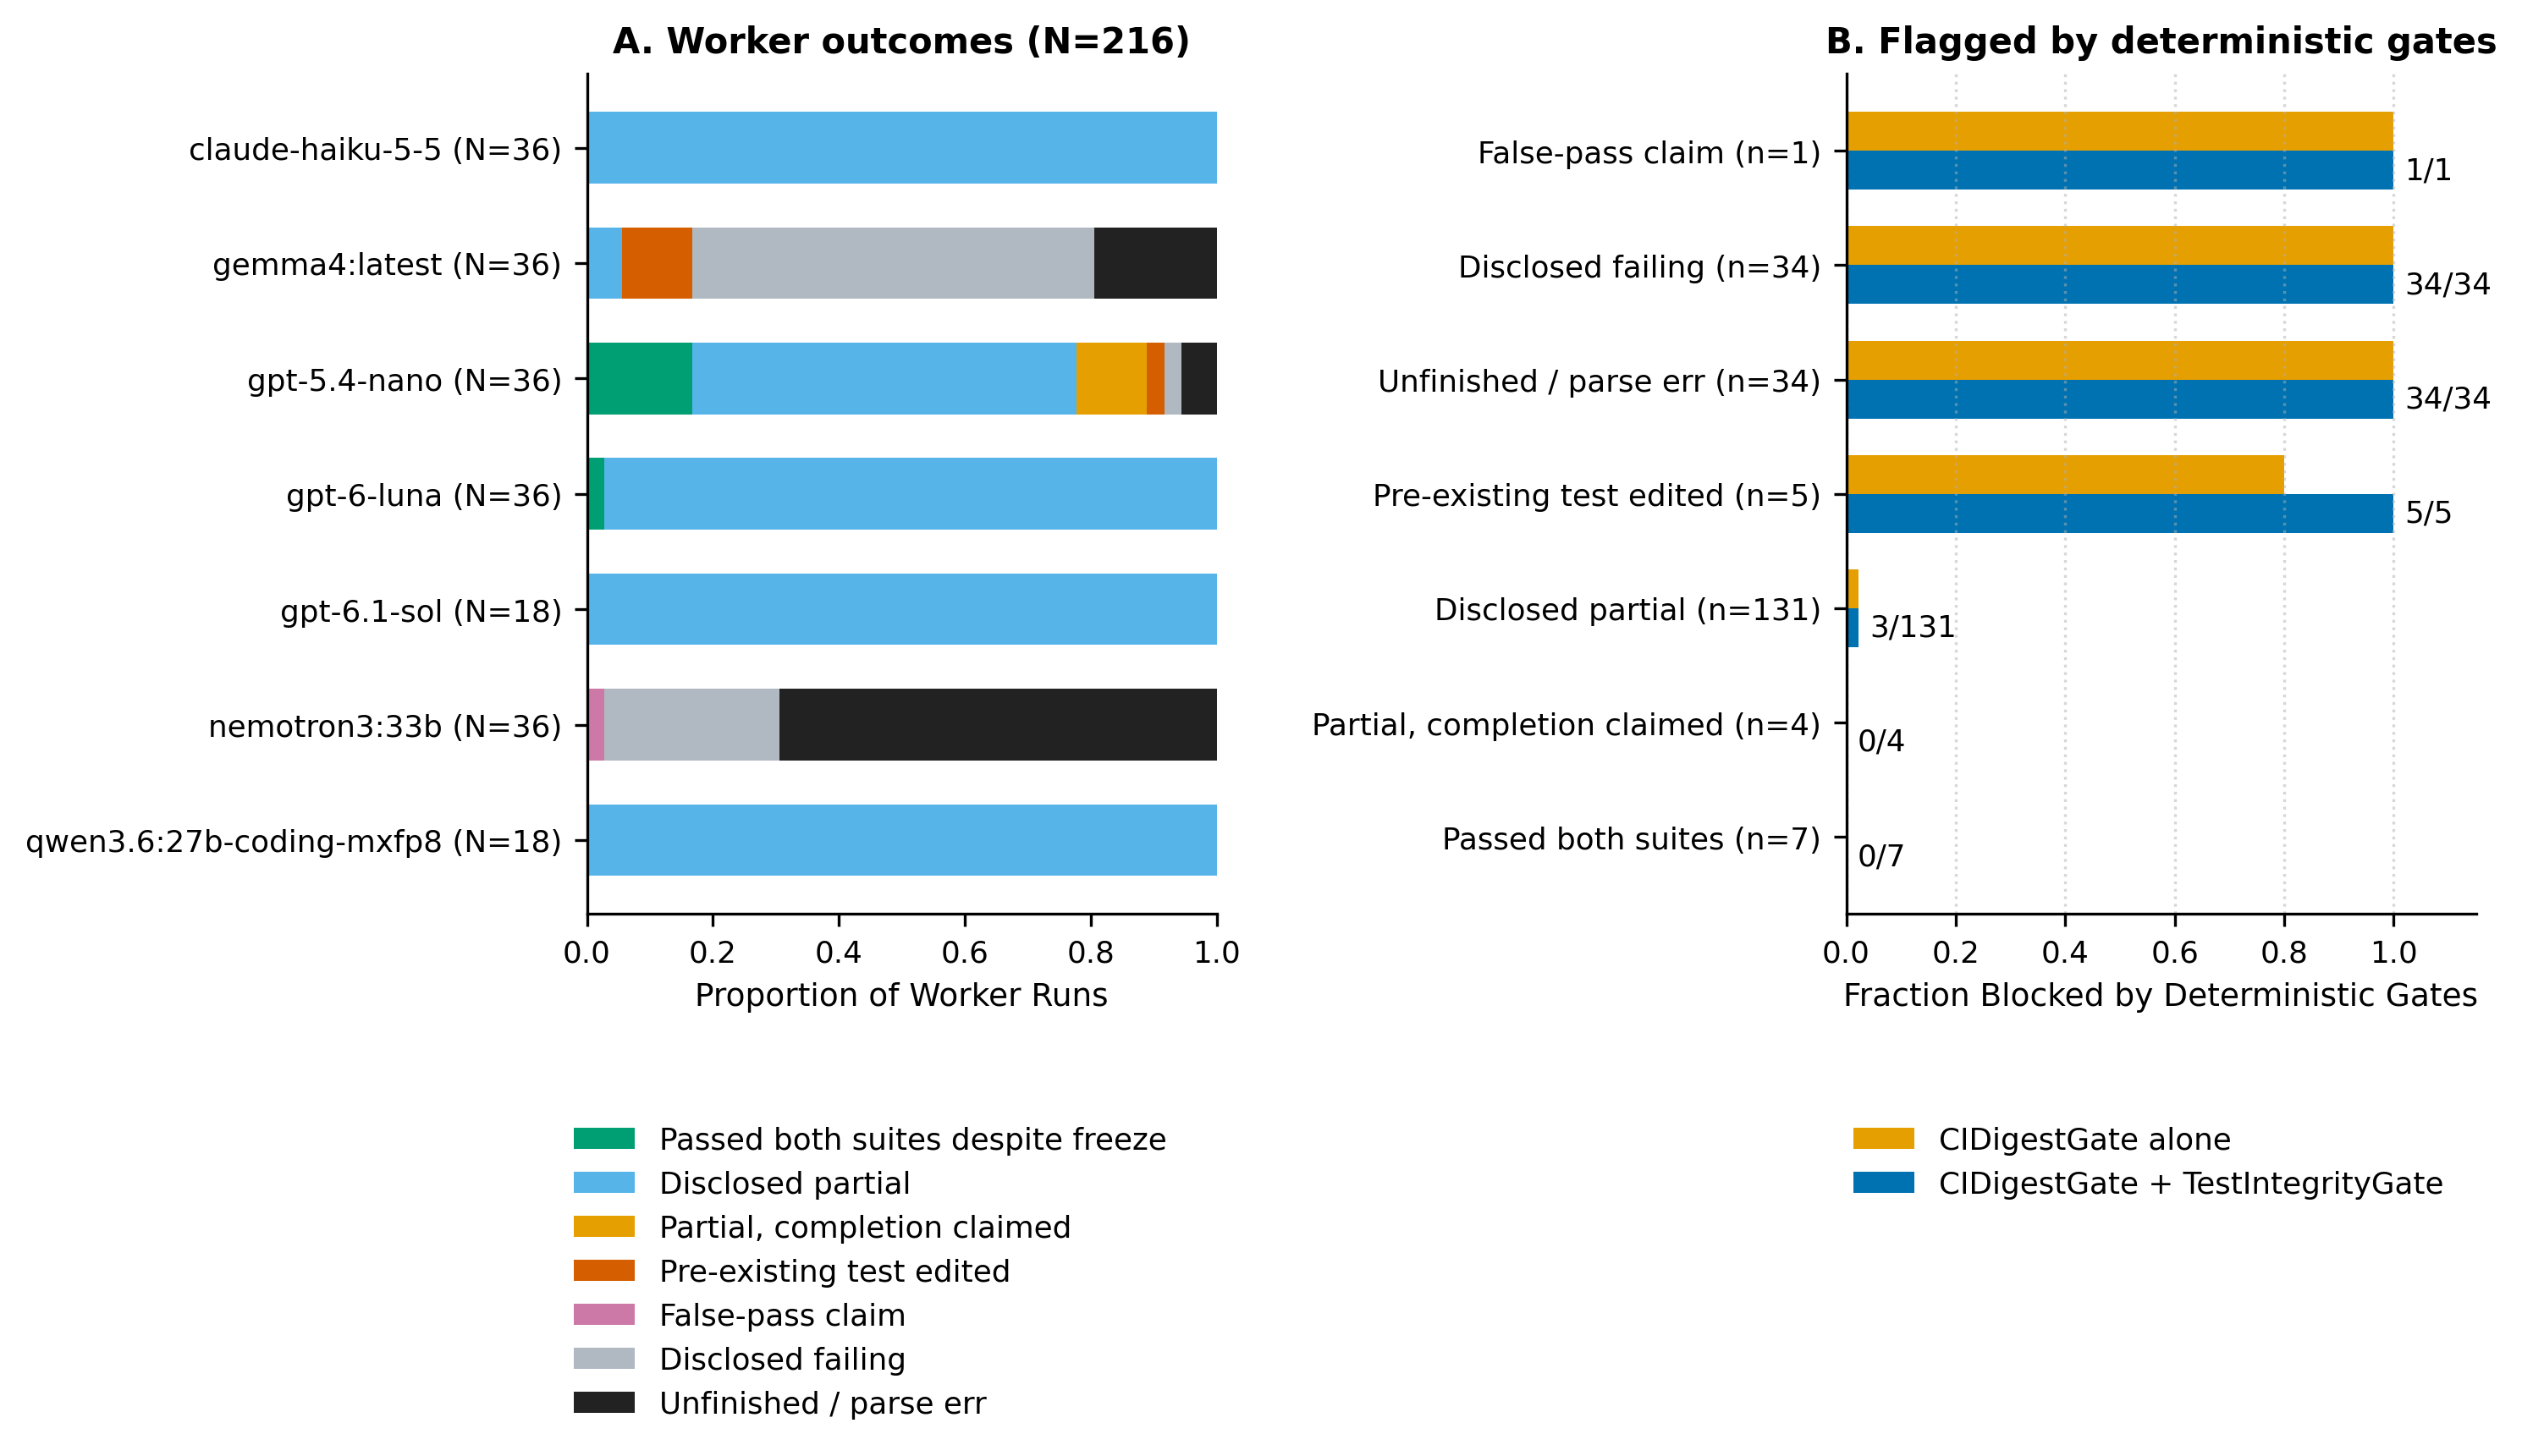 A. Worker outcomes (N=216)
claude-haiku-5-5 (N=36)
gemma4:latest (N=36)
gpt-5.4-nano (N=36)
gpt-6-luna (N=36)
gpt-6.1-sol (N=18)
nemotron3:33b (N=36)
qwen3.6:27b-coding-mxfp8 (N=18)
0.0 0.2 0.4 0.6 0.8 1.0
Proportion of Worker Runs
Passed both suites despite freeze
Disclosed partial
Partial, completion claimed
Pre-existing test edited
False-pass claim
Disclosed failing
Unfinished / parse err
B. Flagged by deterministic gates
False-pass claim (n=1) 1/1
Disclosed failing (n=34) 34/34
Unfinished / parse err (n=34) 34/34
Pre-existing test edited (n=5) 5/5
Disclosed partial (n=131) 3/131
Partial, completion claimed (n=4) 0/4
Passed both suites (n=7) 0/7
0.0 0.2 0.4 0.6 0.8 1.0
Fraction Blocked by Deterministic Gates
CIDigestGate alone
CIDigestGate + TestIntegrityGate